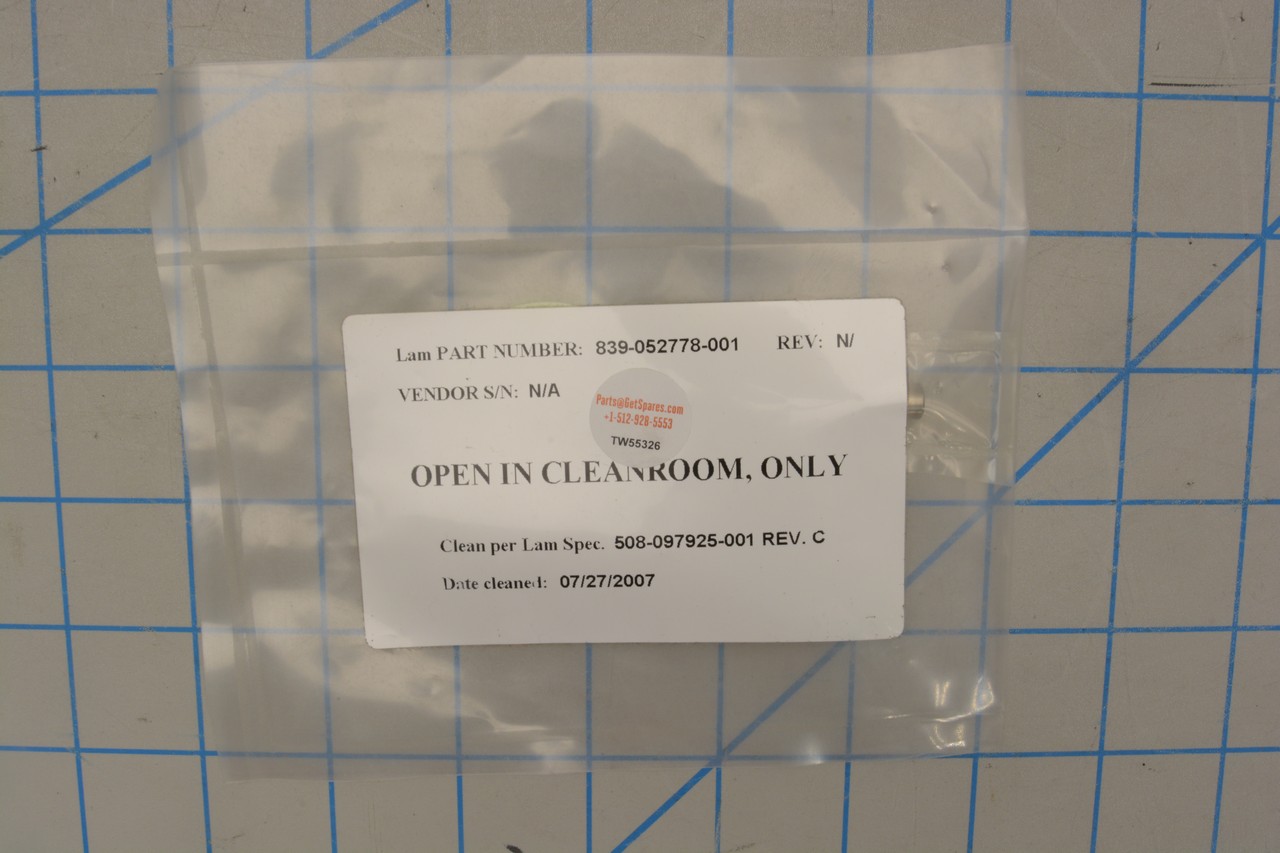 Lam PART NUMBER: 839-052778-001 REV: N/
VENDOR S/N: N/A
Parts@GetSpares.com
+1-512-928-5553
TW55326
OPEN IN CLEANROOM, ONLY
Clean per Lam Spec. 508-097925-001 REV. C
Date cleaned: 07/27/2007